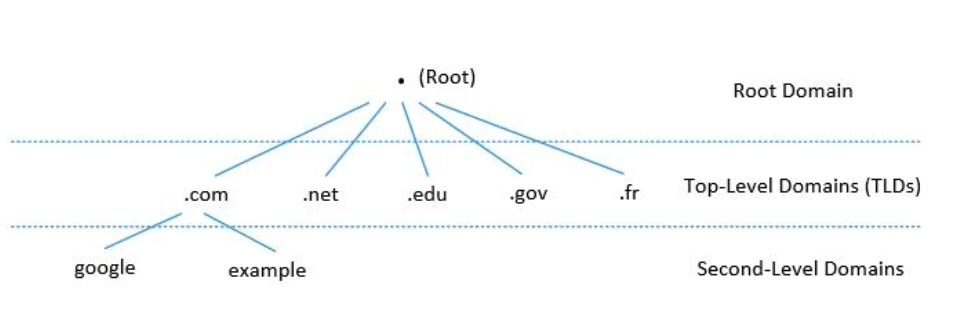 . (Root)
Root Domain
.com .net .edu .gov .fr
Top-Level Domains (TLDs)
google example
Second-Level Domains